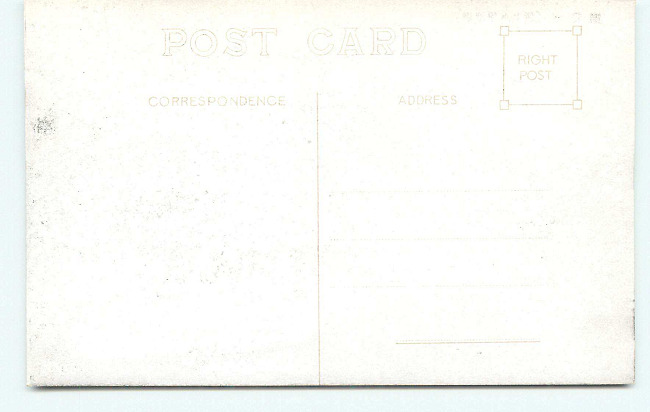 POST CARD
RIGHT
POST
CORRESPONDENCE
ADDRESS